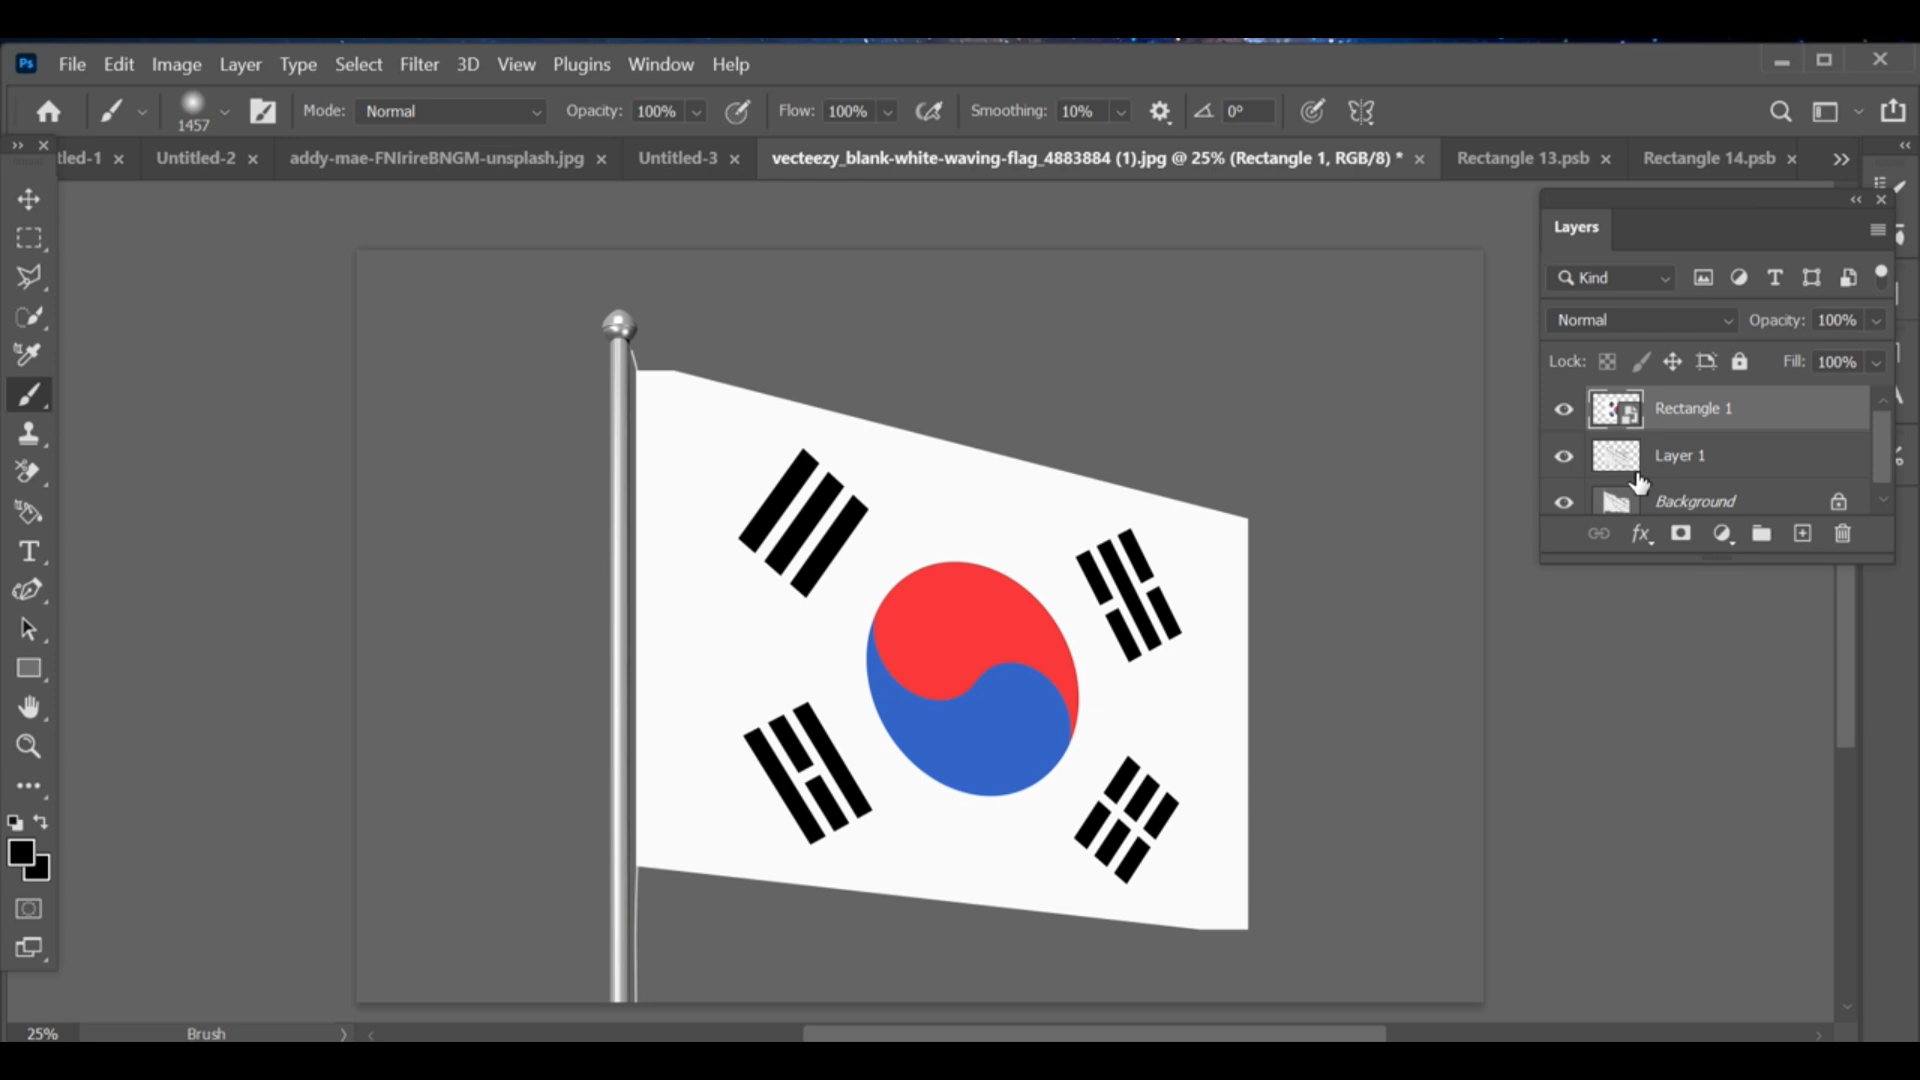 Ps File Edit Image Layer Type Select Filter 3D View Plugins Window Help
1457 Mode: Normal Opacity: 100% Flow: 100% Smoothing: 10% 0°
tled-1 × Untitled-2 × addy-mae-FNIrireBNGM-unsplash.jpg × Untitled-3 × vecteezy_blank-white-waving-flag_4883884 (1).jpg @ 25% (Rectangle 1, RGB/8) * × Rectangle 13.psb × Rectangle 14.psb ×
Layers
Kind
Normal Opacity: 100%
Lock: Fill: 100%
Rectangle 1
Layer 1
Background
fx
25% Brush